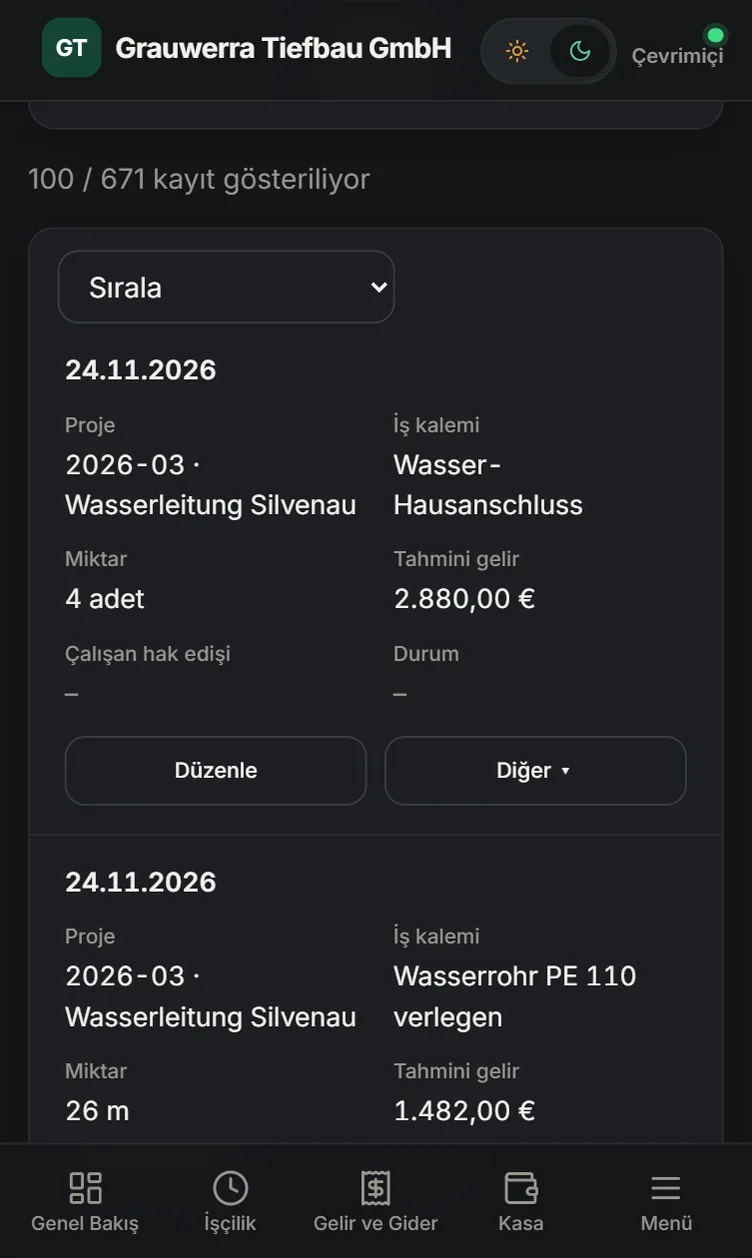 GT
Grauwerra Tiefbau GmbH
Çevrimiçi
100 / 671 kayıt gösteriliyor
Sırala
24.11.2026
Proje
2026-03 ·
Wasserleitung Silvenau
İş kalemi
Wasser-
Hausanschluss
Miktar
4 adet
Tahmini gelir
2.880,00 €
Çalışan hak edişi
–
Durum
–
Düzenle
Diğer ▾
24.11.2026
Proje
2026-03 ·
Wasserleitung Silvenau
İş kalemi
Wasserrohr PE 110
verlegen
Miktar
26 m
Tahmini gelir
1.482,00 €
Genel Bakış
İşçilik
Gelir ve Gider
Kasa
Menü